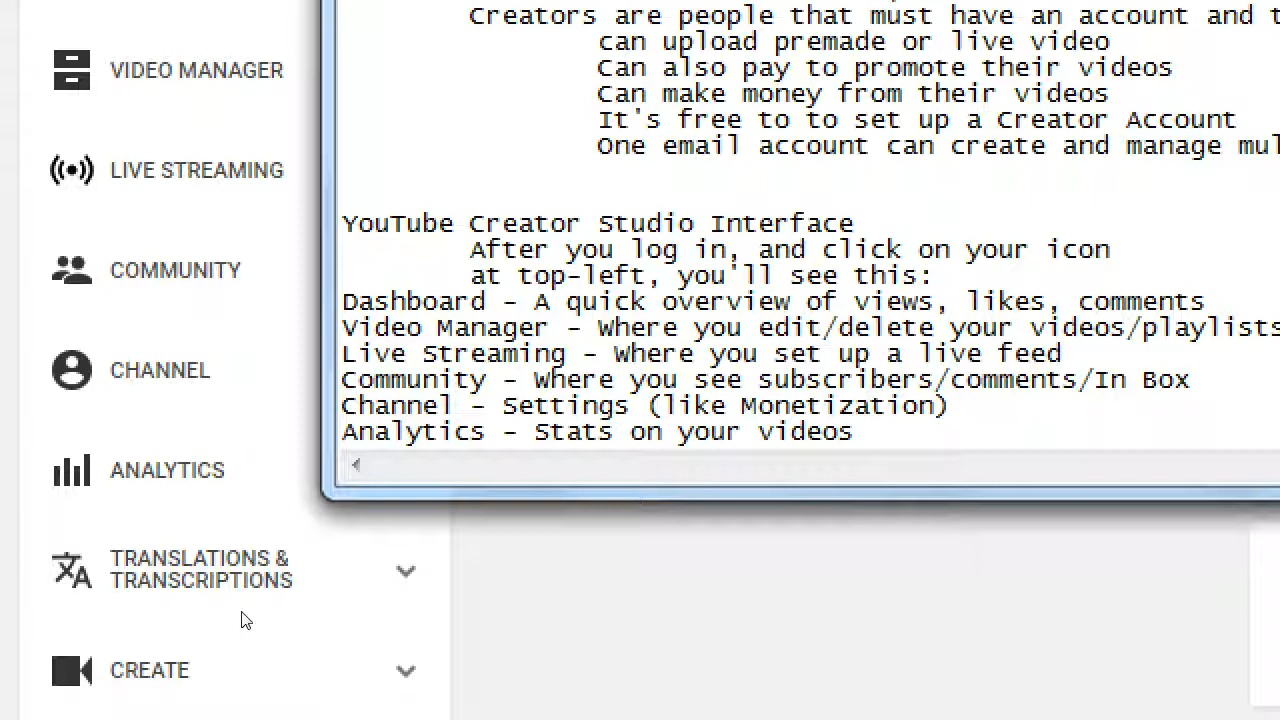 VIDEO MANAGER
LIVE STREAMING
COMMUNITY
CHANNEL
ANALYTICS
TRANSLATIONS &
TRANSCRIPTIONS
CREATE
Creators are people that must have an account and
can upload premade or live video
Can also pay to promote their videos
Can make money from their videos
It's free to to set up a Creator Account
One email account can create and manage
YouTube Creator Studio Interface
After you log in, and click on your icon
at top-left, you'll see this:
Dashboard - A quick overview of views, likes, comments
Video Manager - Where you edit/delete your videos/playlists
Live Streaming - Where you set up a live feed
Community - Where you see subscribers/comments/In Box
Channel - Settings (like Monetization)
Analytics - Stats on your videos